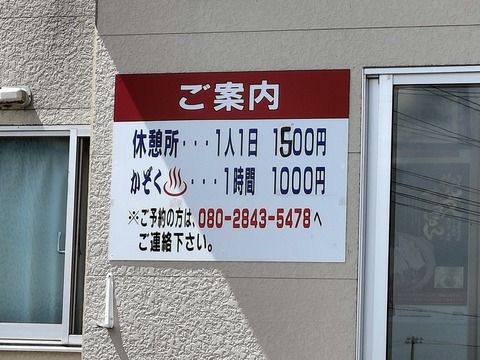 ご案内
休憩所･･･1人1日 1500円
かぞく♨･･･1時間 1000円
※ご予約の方は、080-2843-5478へ
ご連絡下さい。